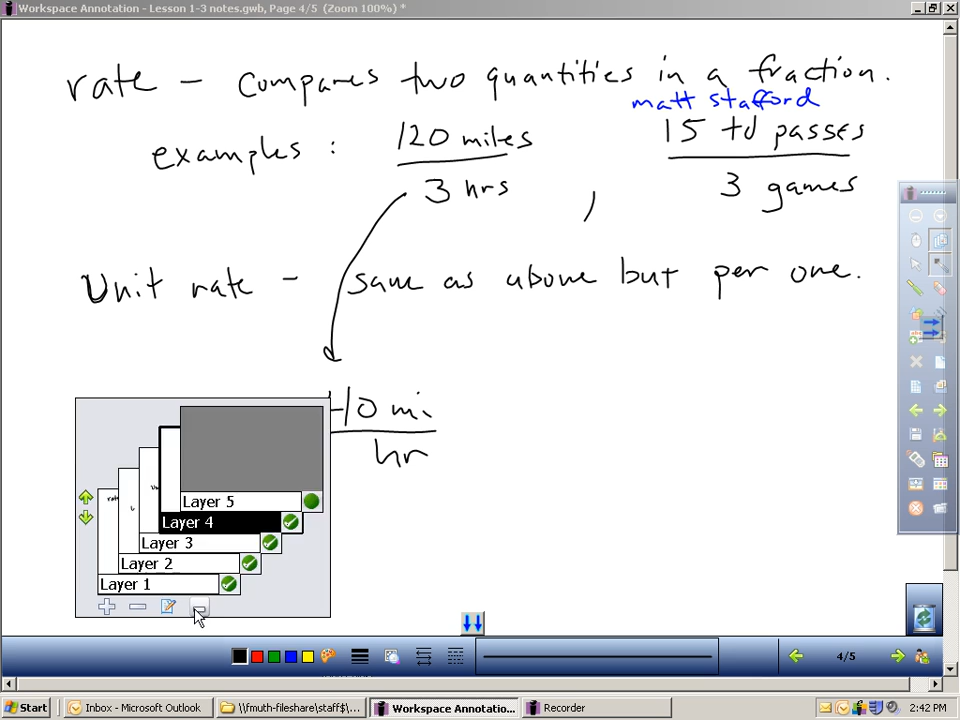 Workspace Annotation - Lesson 1-3 notes.gwb, Page 4/5 (Zoom 100%) *
rate - compares two quantities in a fraction.
matt stafford
examples : 120 miles / 3 hrs , 15 td passes / 3 games
Unit rate - same as above but per one.
40 mi
hr
Layer 5
Layer 4
Layer 3
Layer 2
Layer 1
4/5
Start
Inbox - Microsoft Outlook
\\fmuth-fileshare\staff$\...
Workspace Annotatio...
Recorder
2:42 PM